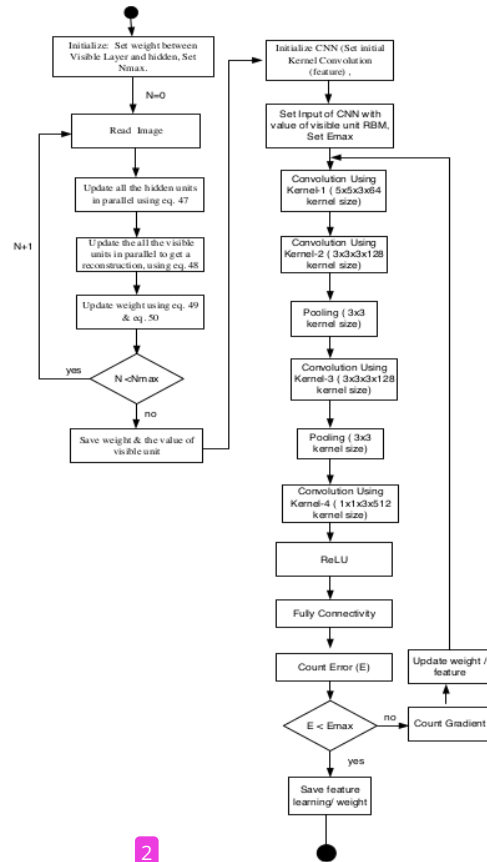 Initialize: Set weight between
Visible Layer and hidden, Set
Nmax.
N=0
Read Image
Update all the hidden units
in parallel using eq. 47
Update the all the visible
units in parallel to get a
reconstruction, using eq. 48
Update weight using eq. 49
& eq. 50
N+1
yes
N <Nmax
no
Save weight & the value of
visible unit
Initialize CNN (Set initial
Kernel Convolution
(feature) ,
Set Input of CNN with
value of visible unit RBM,
Set Emax
Convolution Using
Kernel-1 ( 5x5x3x64
kernel size)
Convolution Using
Kernel-2 ( 3x3x3x128
kernel size)
Pooling ( 3x3
kernel size)
Convolution Using
Kernel-3 ( 3x3x3x128
kernel size)
Pooling ( 3x3
kernel size)
Convolution Using
Kernel-4 ( 1x1x3x512
kernel size)
ReLU
Fully Connectivity
Count Error (E)
E < Emax
no
Count Gradient
Update weight /
feature
yes
Save feature
learning/ weight
2